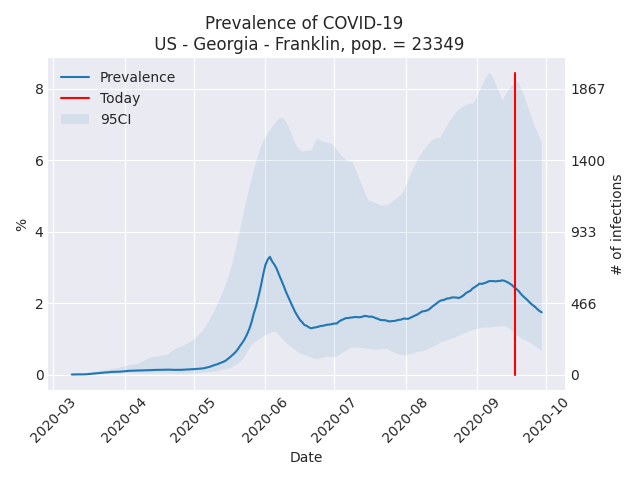 Prevalence of COVID-19
US - Georgia - Franklin, pop. = 23349
Prevalence
Today
95CI
8
6
4
2
0
%
1867
1400
933
466
0
# of infections
2020-03
2020-04
2020-05
2020-06
2020-07
2020-08
2020-09
2020-10
Date